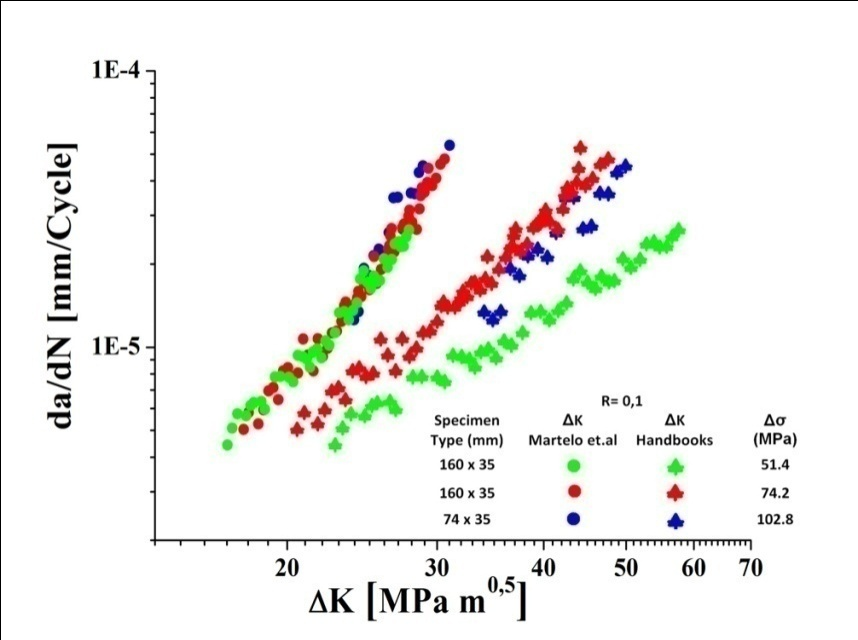 1E-4
1E-5
da/dN [mm/Cycle]
R= 0,1
Specimen Type (mm)
ΔK Martelo et.al
ΔK Handbooks
Δσ (MPa)
160 x 35
51.4
160 x 35
74.2
74 x 35
102.8
20 30 40 50 60 70
ΔK [MPa m^0,5]